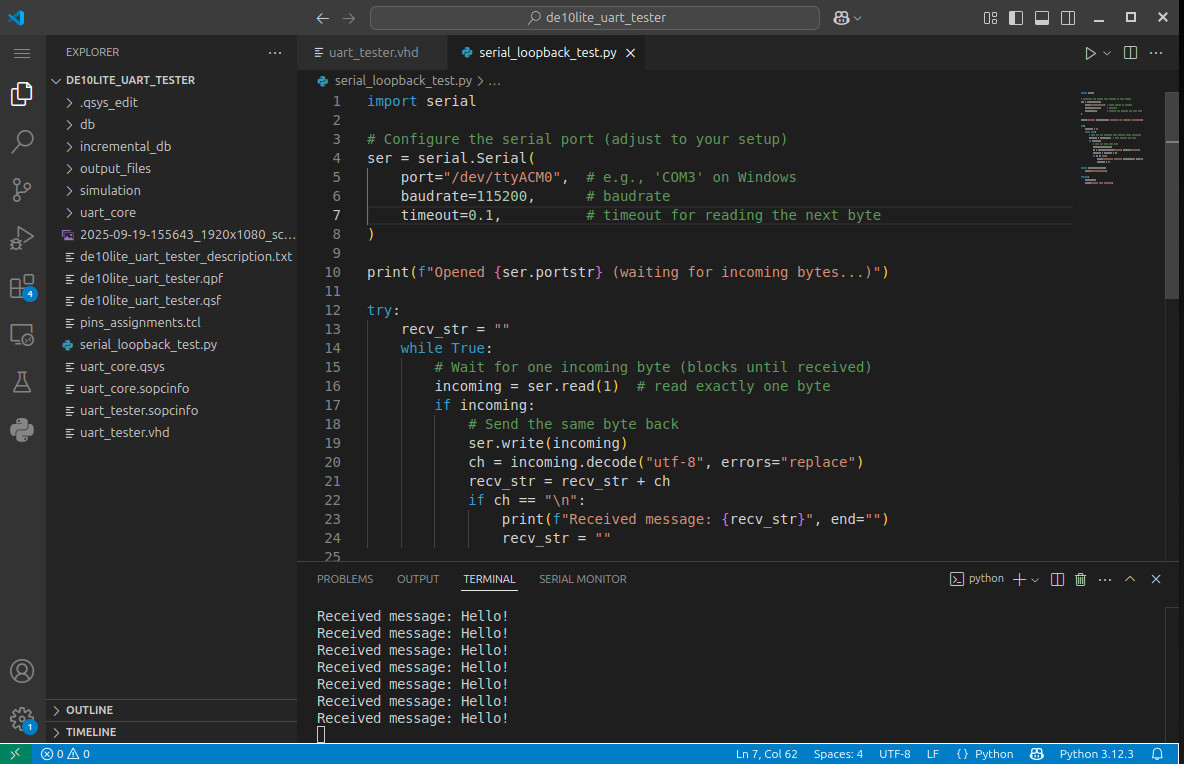 de10lite_uart_tester
EXPLORER
DE10LITE_UART_TESTER
.qsys_edit
db
incremental_db
output_files
simulation
uart_core
2025-09-19-155643_1920x1080_sc...
de10lite_uart_tester_description.txt
de10lite_uart_tester.qpf
de10lite_uart_tester.qsf
pins_assignments.tcl
serial_loopback_test.py
uart_core.qsys
uart_core.sopcinfo
uart_tester.sopcinfo
uart_tester.vhd
OUTLINE
TIMELINE
4
1
uart_tester.vhd
serial_loopback_test.py
serial_loopback_test.py > ...
1 import serial
2
3 # Configure the serial port (adjust to your setup)
4 ser = serial.Serial(
5     port="/dev/ttyACM0",  # e.g., 'COM3' on Windows
6     baudrate=115200,      # baudrate
7     timeout=0.1,          # timeout for reading the next byte
8 )
9
10 print(f"Opened {ser.portstr} (waiting for incoming bytes...)")
11
12 try:
13     recv_str = ""
14     while True:
15         # Wait for one incoming byte (blocks until received)
16         incoming = ser.read(1)  # read exactly one byte
17         if incoming:
18             # Send the same byte back
19             ser.write(incoming)
20             ch = incoming.decode("utf-8", errors="replace")
21             recv_str = recv_str + ch
22             if ch == "\n":
23                 print(f"Received message: {recv_str}", end="")
24                 recv_str = ""
25
PROBLEMS OUTPUT TERMINAL SERIAL MONITOR
python
Received message: Hello!
Received message: Hello!
Received message: Hello!
Received message: Hello!
Received message: Hello!
Received message: Hello!
Received message: Hello!
0 0
Ln 7, Col 62 Spaces: 4 UTF-8 LF {} Python Python 3.12.3